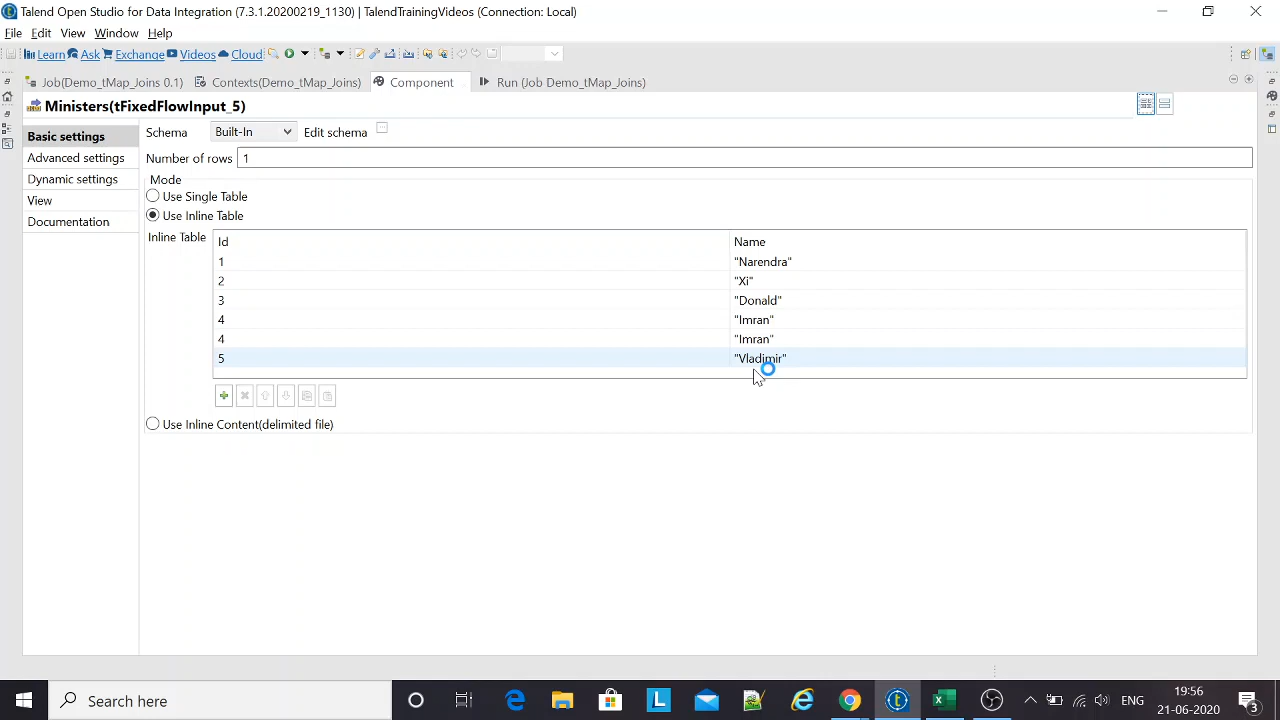 Talend Open Studio for Data Integration (7.3.1.20200219_1130) | TalendTrainingVideos (Connection: Local)
File Edit View Window Help
Learn Ask Exchange Videos Cloud
Job(Demo_tMap_Joins 0.1) Contexts(Demo_tMap_Joins) Component Run (Job Demo_tMap_Joins)
Ministers(tFixedFlowInput_5)
Basic settings
Advanced settings
Dynamic settings
View
Documentation
Schema Built-In Edit schema
Number of rows 1
Mode
Use Single Table
Use Inline Table
Inline Table Id Name
1 "Narendra"
2 "Xi"
3 "Donald"
4 "Imran"
4 "Imran"
5 "Vladimir"
Use Inline Content(delimited file)
Search here
ENG
19:56
21-06-2020
3